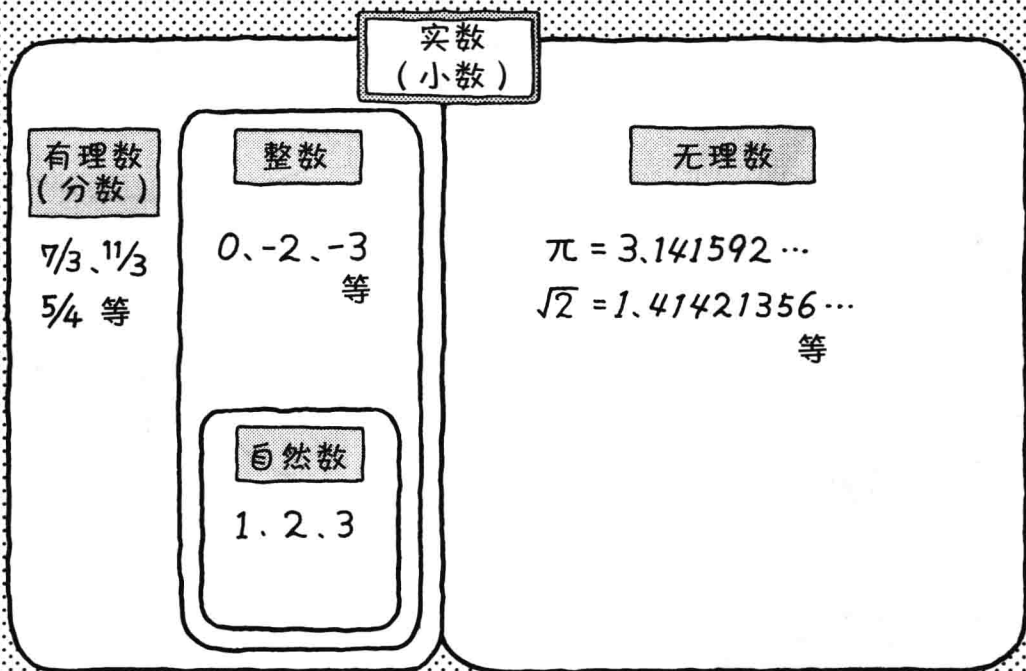 实数
(小数)
有理数
(分数)
7/3、11/3
5/4 等
整数
0、-2、-3
等
自然数
1、2、3
无理数
π = 3、141592…
√2 = 1、41421356…
等